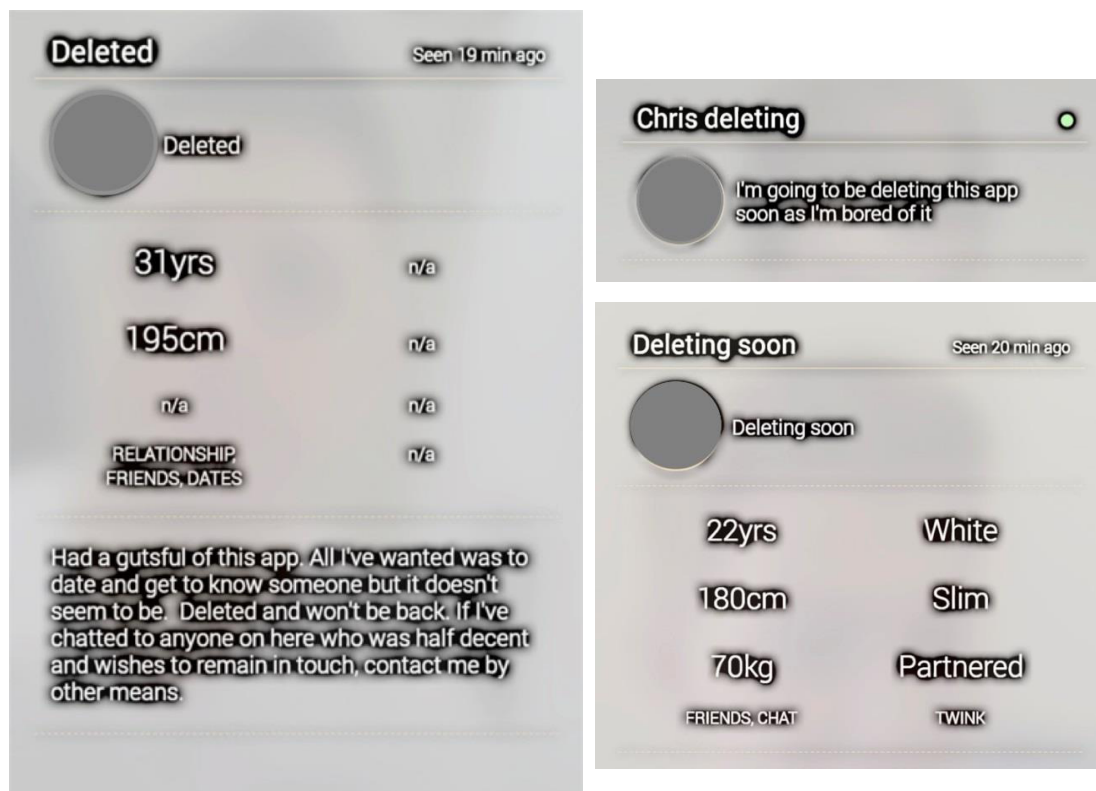 Deleted
Seen 19 min ago
Deleted
31yrs
n/a
195cm
n/a
n/a
n/a
RELATIONSHIP,
FRIENDS, DATES
n/a
Had a gutsful of this app. All I've wanted was to
date and get to know someone but it doesn't
seem to be.  Deleted and won't be back. If I've
chatted to anyone on here who was half decent
and wishes to remain in touch, contact me by
other means.
Chris deleting
I'm going to be deleting this app
soon as I'm bored of it
Deleting soon
Seen 20 min ago
Deleting soon
22yrs
White
180cm
Slim
70kg
Partnered
FRIENDS, CHAT
TWINK